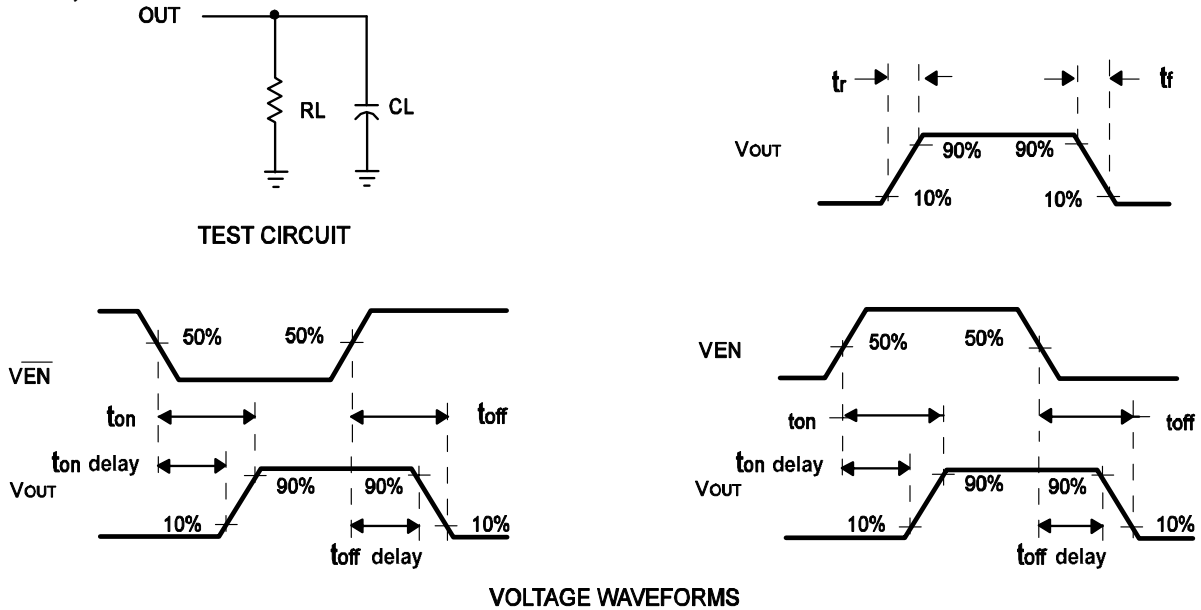 OUT
RL
CL
TEST CIRCUIT
tr
tf
VOUT
90%
90%
10%
10%
VEN
50%
50%
ton
toff
ton delay
VOUT
90%
90%
10%
10%
toff delay
VEN
50%
50%
ton
toff
ton delay
VOUT
90%
90%
10%
10%
toff delay
VOLTAGE WAVEFORMS